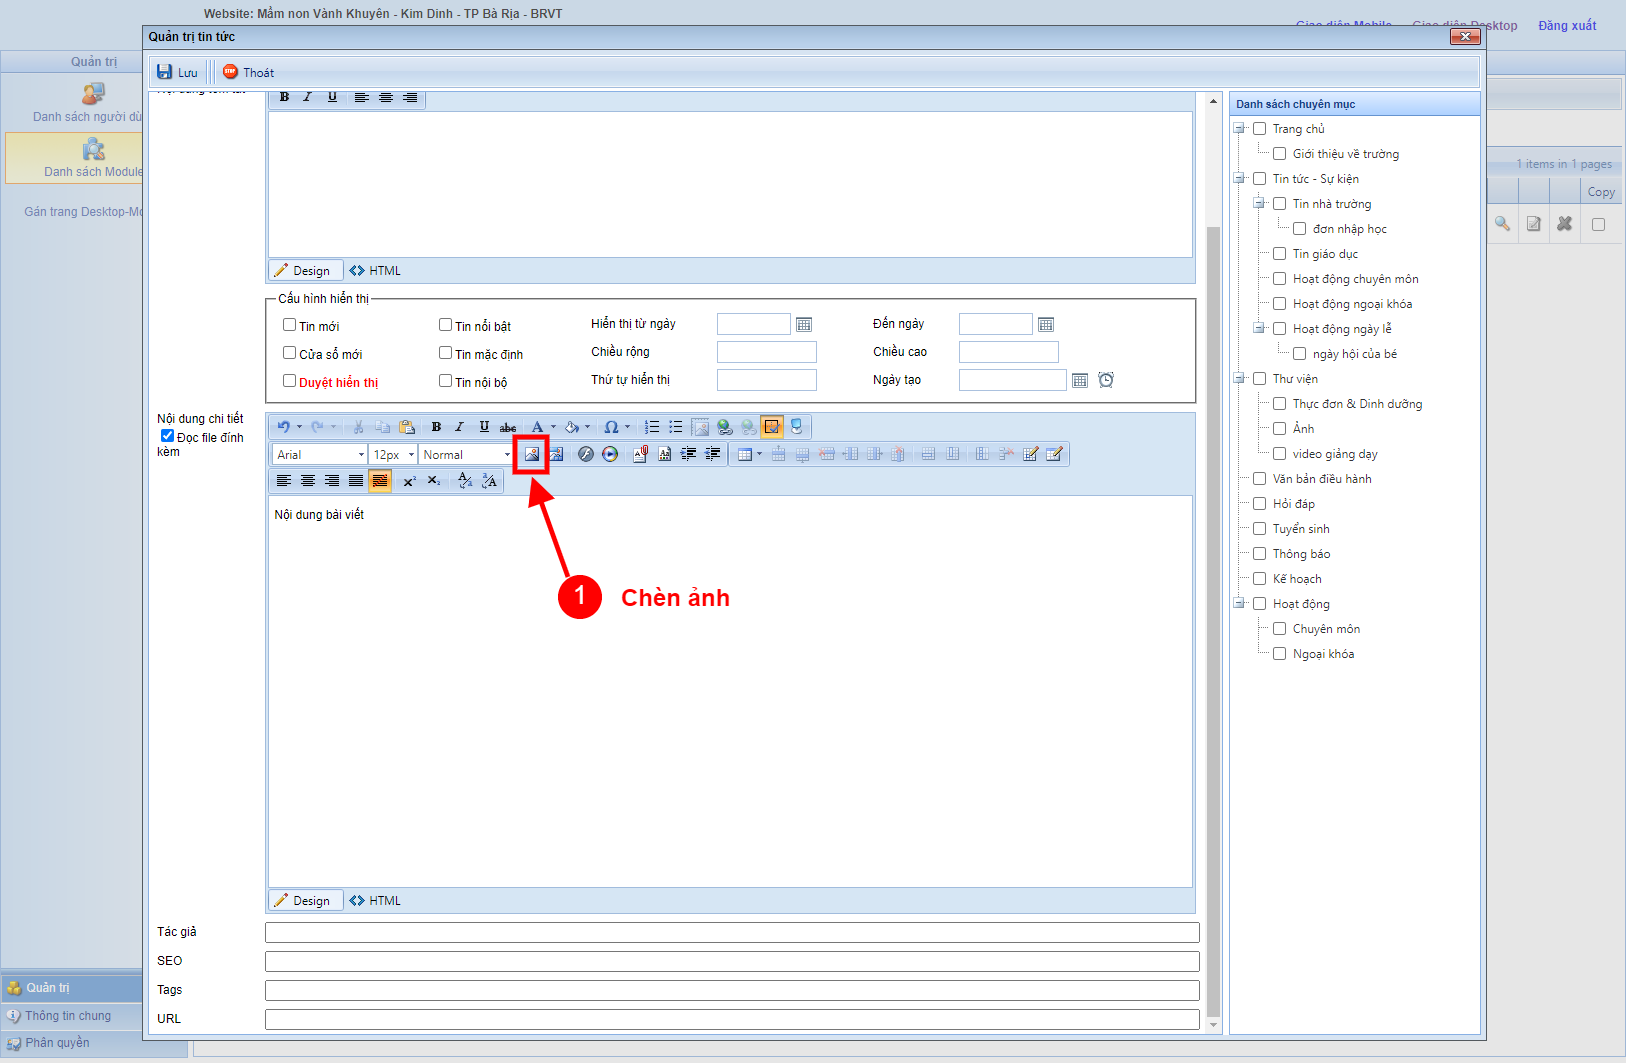 Website: Mầm non Vành Khuyên - Kim Dinh - TP Bà Rịa - BRVT
Giao diện Mobile Giao diện Desktop Đăng xuất
Quản trị tin tức
Quản trị
Lưu Thoát
Danh sách người dù
Danh sách Module
Gán trang Desktop-Mo
Nội dung tóm tắt
B I U
Design HTML
Cấu hình hiển thị
Tin mới Tin nổi bật Hiển thị từ ngày Đến ngày
Cửa sổ mới Tin mặc định Chiều rộng Chiều cao
Duyệt hiển thị Tin nội bộ Thứ tự hiển thị Ngày tạo
Nội dung chi tiết
Đọc file đính
kèm
B I U abc A Ω
Arial 12px Normal
Nội dung bài viết
1 Chèn ảnh
Design HTML
Tác giả
SEO
Tags
URL
Danh sách chuyên mục
Trang chủ
Giới thiệu về trường
Tin tức - Sự kiện
Tin nhà trường
đơn nhập học
Tin giáo dục
Hoạt động chuyên môn
Hoạt động ngoại khóa
Hoạt động ngày lễ
ngày hội của bé
Thư viện
Thực đơn & Dinh dưỡng
Ảnh
video giảng dạy
Văn bản điều hành
Hỏi đáp
Tuyển sinh
Thông báo
Kế hoạch
Hoạt động
Chuyên môn
Ngoại khóa
1 items in 1 pages
Copy
Quản trị
Thông tin chung
Phân quyền